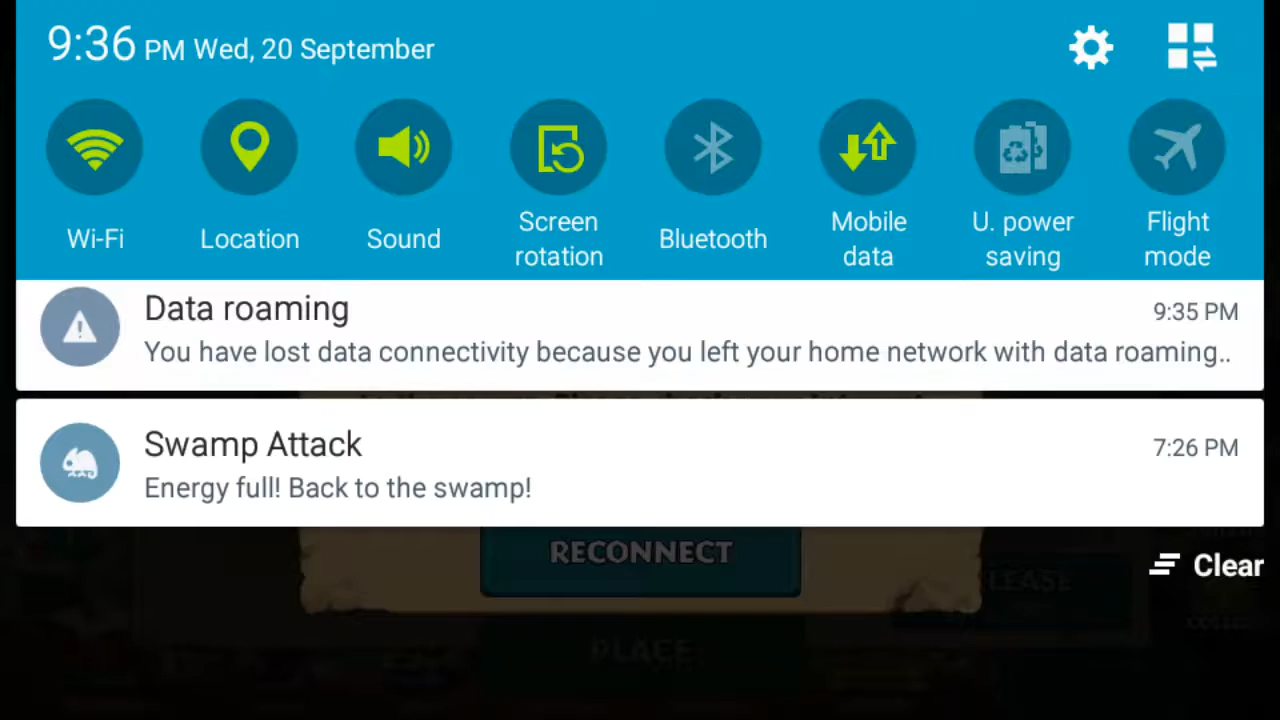 9:36 PM Wed, 20 September
Wi-Fi
Location
Sound
Screen rotation
Bluetooth
Mobile data
U. power saving
Flight mode
Data roaming
9:35 PM
You have lost data connectivity because you left your home network with data roaming..
Swamp Attack
7:26 PM
Energy full! Back to the swamp!
RECONNECT
Clear
PLACE